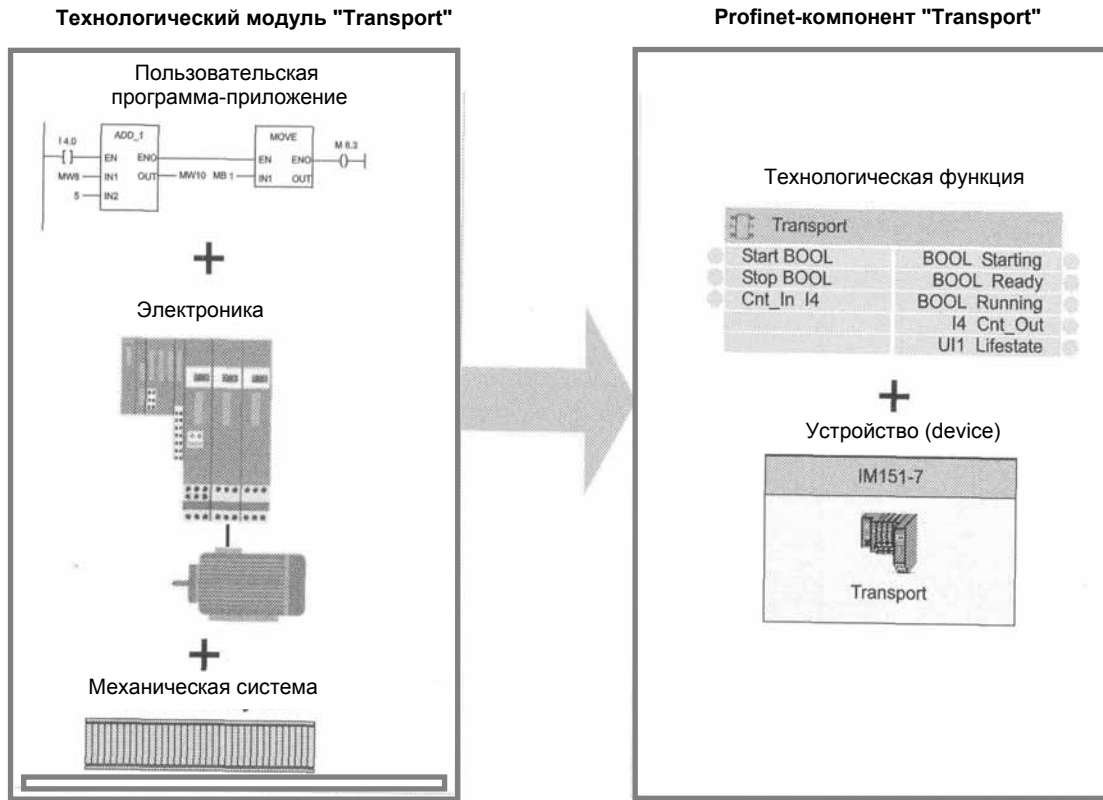 Технологический модуль "Transport"
Profinet-компонент "Transport"
Пользовательская
программа-приложение
I 4.0
ADD_1
MOVE
M 6.3
EN ENO
EN ENO
MW8 IN1 OUT MW10 MB 1 IN1 OUT
5 IN2
Электроника
Механическая система
Технологическая функция
Transport
Start BOOL BOOL Starting
Stop BOOL BOOL Ready
Cnt_In I4 BOOL Running
I4 Cnt_Out
UI1 Lifestate
Устройство (device)
IM151-7
Transport